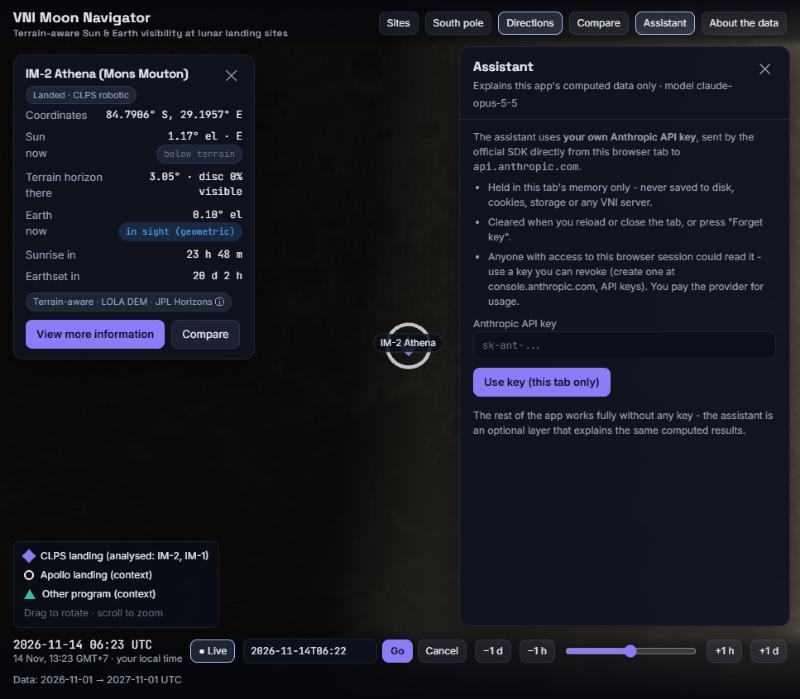 VNI Moon Navigator
Terrain-aware Sun & Earth visibility at lunar landing sites
Sites
South pole
Directions
Compare
Assistant
About the data
IM-2 Athena (Mons Mouton)
Landed · CLPS robotic
Coordinates 84.7906° S, 29.1957° E
Sun now 1.17° el · E
below terrain
Terrain horizon there 3.05° · disc 0% visible
Earth now 0.10° el
in sight (geometric)
Sunrise in 23 h 48 m
Earthset in 20 d 2 h
Terrain-aware · LOLA DEM · JPL Horizons ⓘ
View more information
Compare
IM-2 Athena
Assistant
Explains this app's computed data only · model claude-
opus-5-5
The assistant uses your own Anthropic API key, sent by the
official SDK directly from this browser tab to
api.anthropic.com.
• Held in this tab's memory only - never saved to disk,
cookies, storage or any VNI server.
• Cleared when you reload or close the tab, or press "Forget
key".
• Anyone with access to this browser session could read it -
use a key you can revoke (create one at
console.anthropic.com, API keys). You pay the provider for
usage.
Anthropic API key
sk-ant-...
Use key (this tab only)
The rest of the app works fully without any key - the assistant is
an optional layer that explains the same computed results.
CLPS landing (analysed: IM-2, IM-1)
Apollo landing (context)
Other program (context)
Drag to rotate · scroll to zoom
2026-11-14 06:23 UTC
14 Nov, 13:23 GMT+7 · your local time
● Live
2026-11-14T06:22
Go
Cancel
−1 d
−1 h
+1 h
+1 d
Data: 2026-11-01 → 2027-11-01 UTC